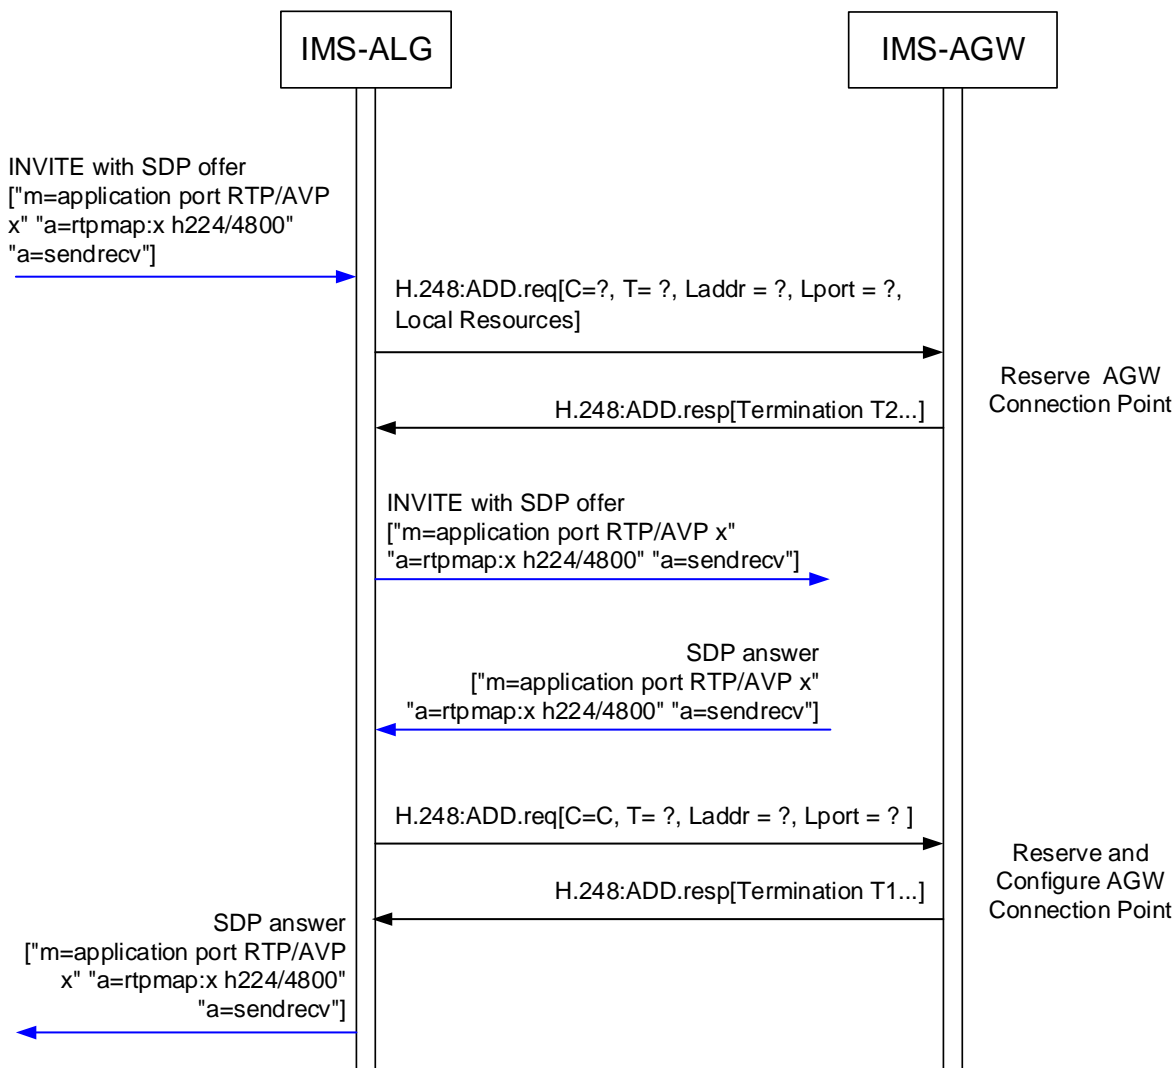 IMS-ALG
IMS-AGW
INVITE with SDP offer
["m=application port RTP/AVP
x" "a=rtpmap:x h224/4800"
"a=sendrecv"]
H.248:ADD.req[C=?, T= ?, Laddr = ?, Lport = ?,
Local Resources]
Reserve  AGW
Connection Point
H.248:ADD.resp[Termination T2...]
INVITE with SDP offer
["m=application port RTP/AVP x"
"a=rtpmap:x h224/4800" "a=sendrecv"]
SDP answer
["m=application port RTP/AVP x"
"a=rtpmap:x h224/4800" "a=sendrecv"]
H.248:ADD.req[C=C, T= ?, Laddr = ?, Lport = ? ]
Reserve and
Configure AGW
Connection Point
H.248:ADD.resp[Termination T1...]
SDP answer
["m=application port RTP/AVP
x" "a=rtpmap:x h224/4800"
"a=sendrecv"]